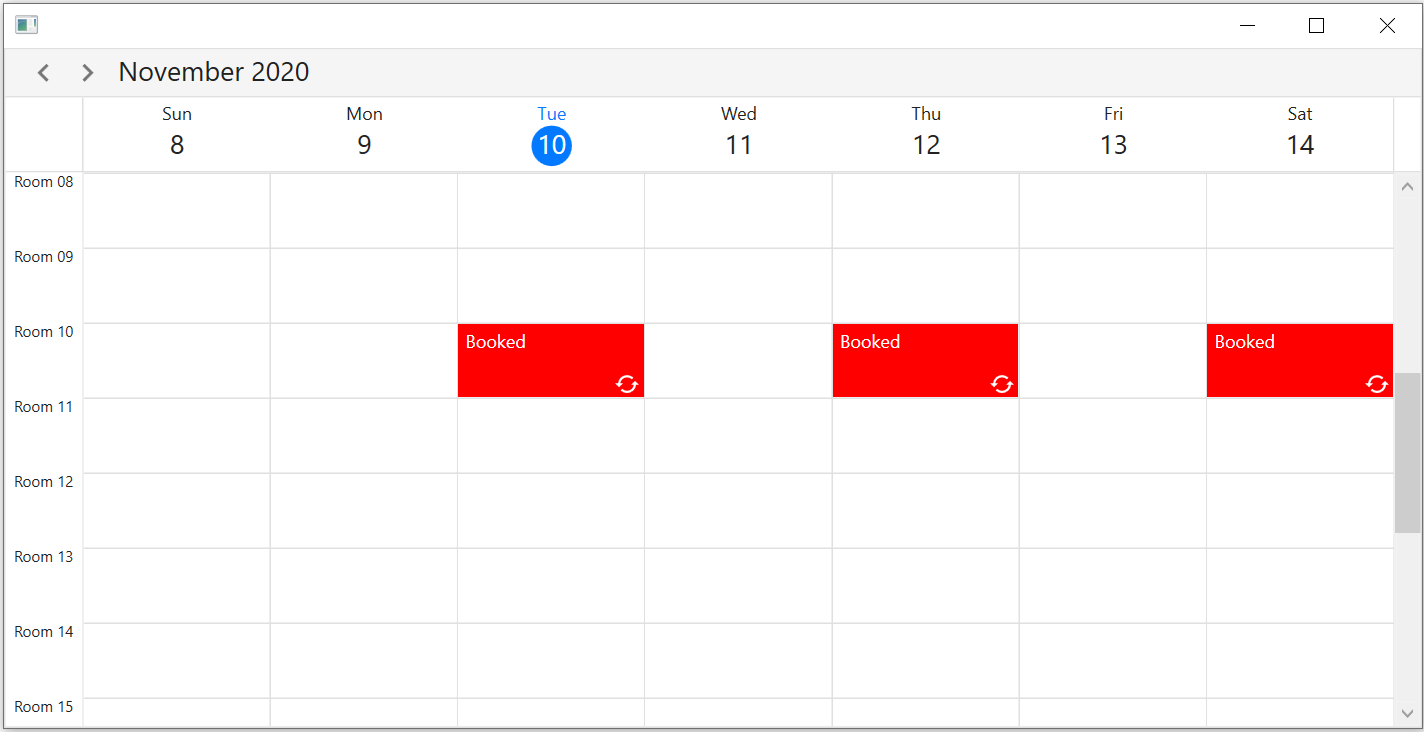 November 2020
Sun Mon Tue Wed Thu Fri Sat
8 9 10 11 12 13 14
Room 08
Room 09
Room 10 Booked Booked Booked
Room 11
Room 12
Room 13
Room 14
Room 15